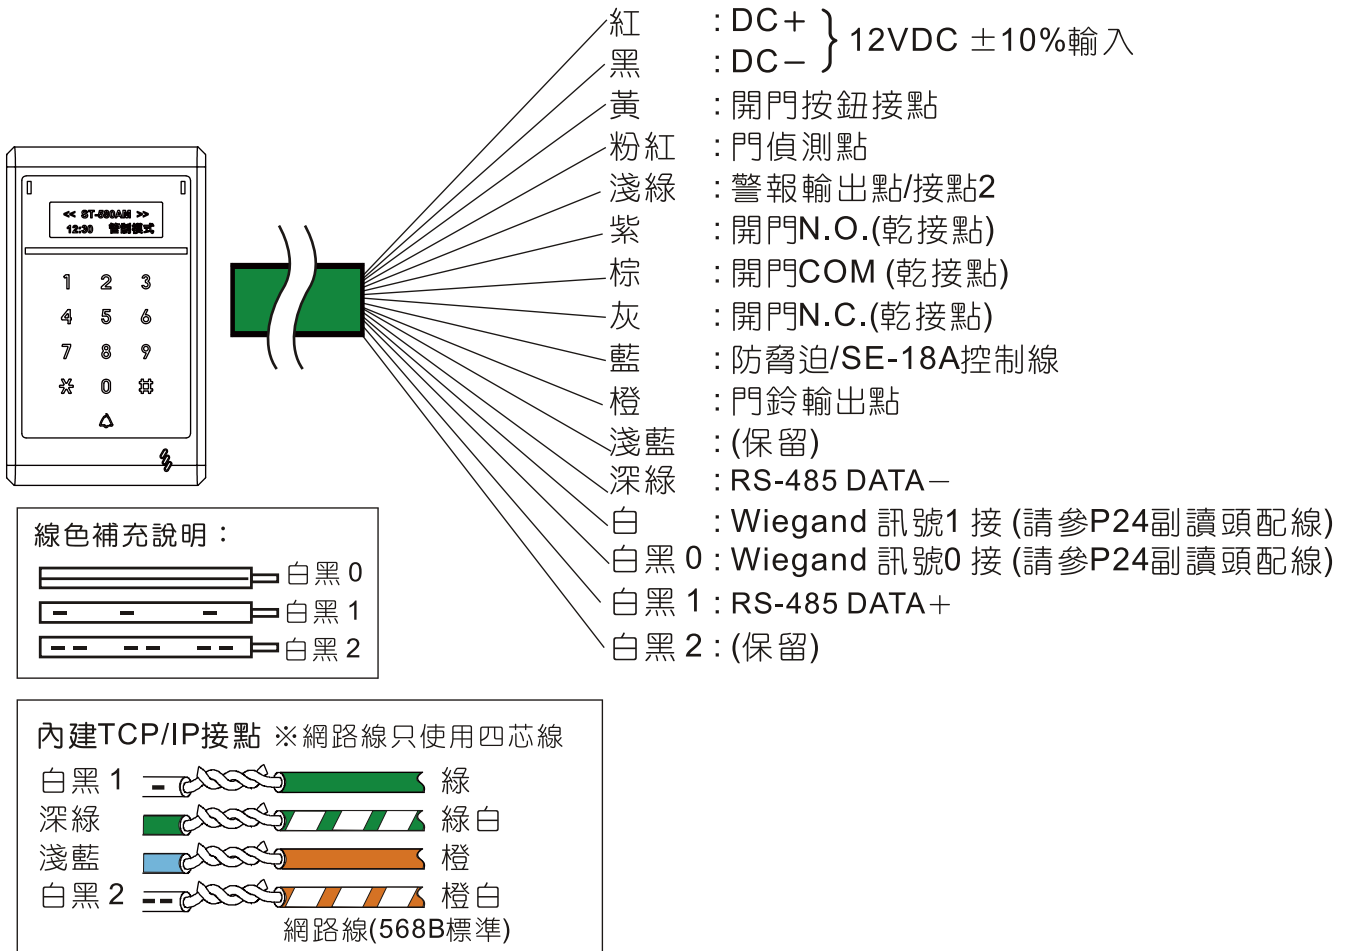 紅 : DC+
黑 : DC−
12VDC ±10%輸入
黃 : 開門按鈕接點
粉紅 : 門偵測點
淺綠 : 警報輸出點/接點2
紫 : 開門N.O.(乾接點)
棕 : 開門COM (乾接點)
灰 : 開門N.C.(乾接點)
藍 : 防脅迫/SE-18A控制線
橙 : 門鈴輸出點
淺藍 : (保留)
深綠 : RS-485 DATA−
白 : Wiegand 訊號1 接 (請參P24副讀頭配線)
白黑 0 : Wiegand 訊號0 接 (請參P24副讀頭配線)
白黑 1 : RS-485 DATA+
白黑 2 : (保留)
<< ST-580AM >>
12:30 管制模式
1 2 3
4 5 6
7 8 9
* 0 #
線色補充說明：
白黑 0
白黑 1
白黑 2
內建TCP/IP接點 ※網路線只使用四芯線
白黑 1 綠
深綠 綠白
淺藍 橙
白黑 2 橙白
網路線(568B標準)